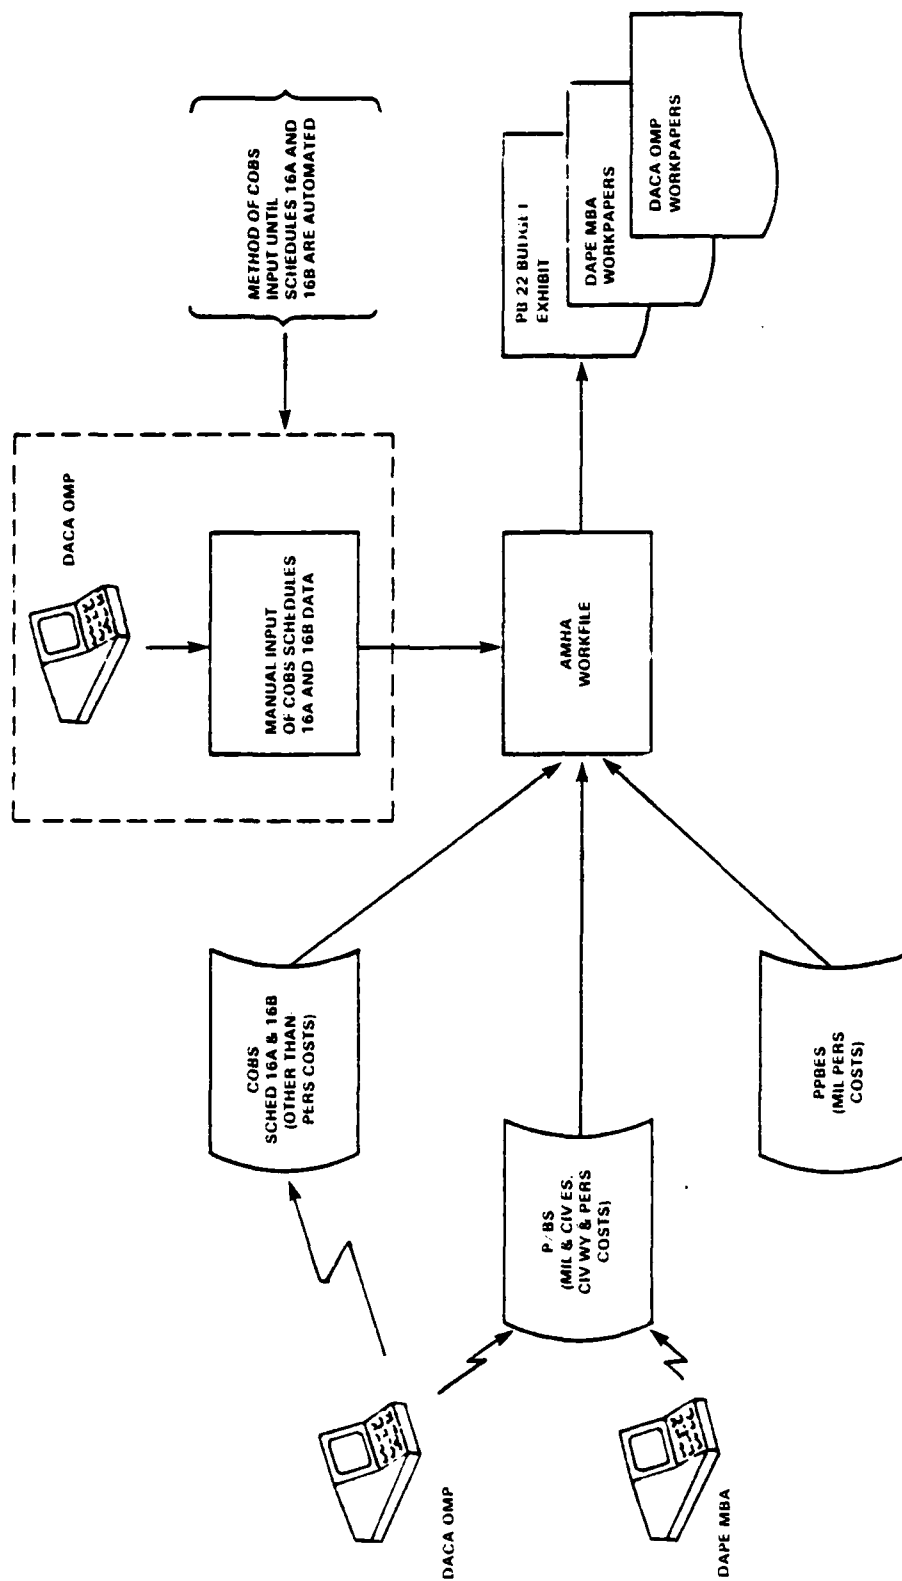 DACA OMP
MANUAL INPUT
OF COBS SCHEDULES
16A AND 16B DATA
METHOD OF COBS
INPUT UNTIL
SCHEDULES 16A AND
16B ARE AUTOMATED
COBS
SCHED 16A & 16B
(OTHER THAN
PERS COSTS)
DACA OMP
P/BS
(MIL & CIV ES,
CIV WY & PERS
COSTS)
DAPE MBA
PPBES
(MIL PERS
COSTS)
AMHA
WORKFILE
PB 22 BUDGET
EXHIBIT
DAPE MBA
WORKPAPERS
DACA OMP
WORKPAPERS